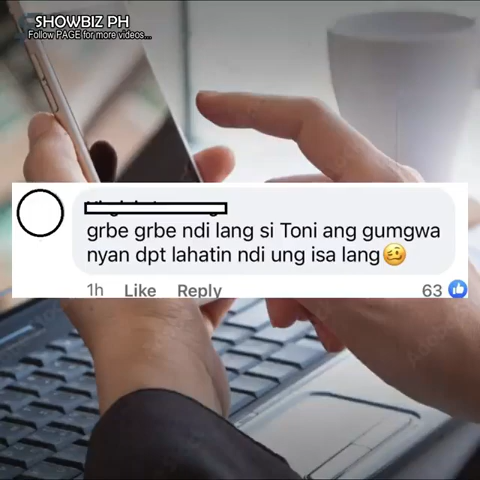 SHOWBIZ PH
Follow PAGE for more videos...
grbe grbe ndi lang si Toni ang gumgwa
nyan dpt lahatin ndi ung isa lang🥴
1h Like Reply 63